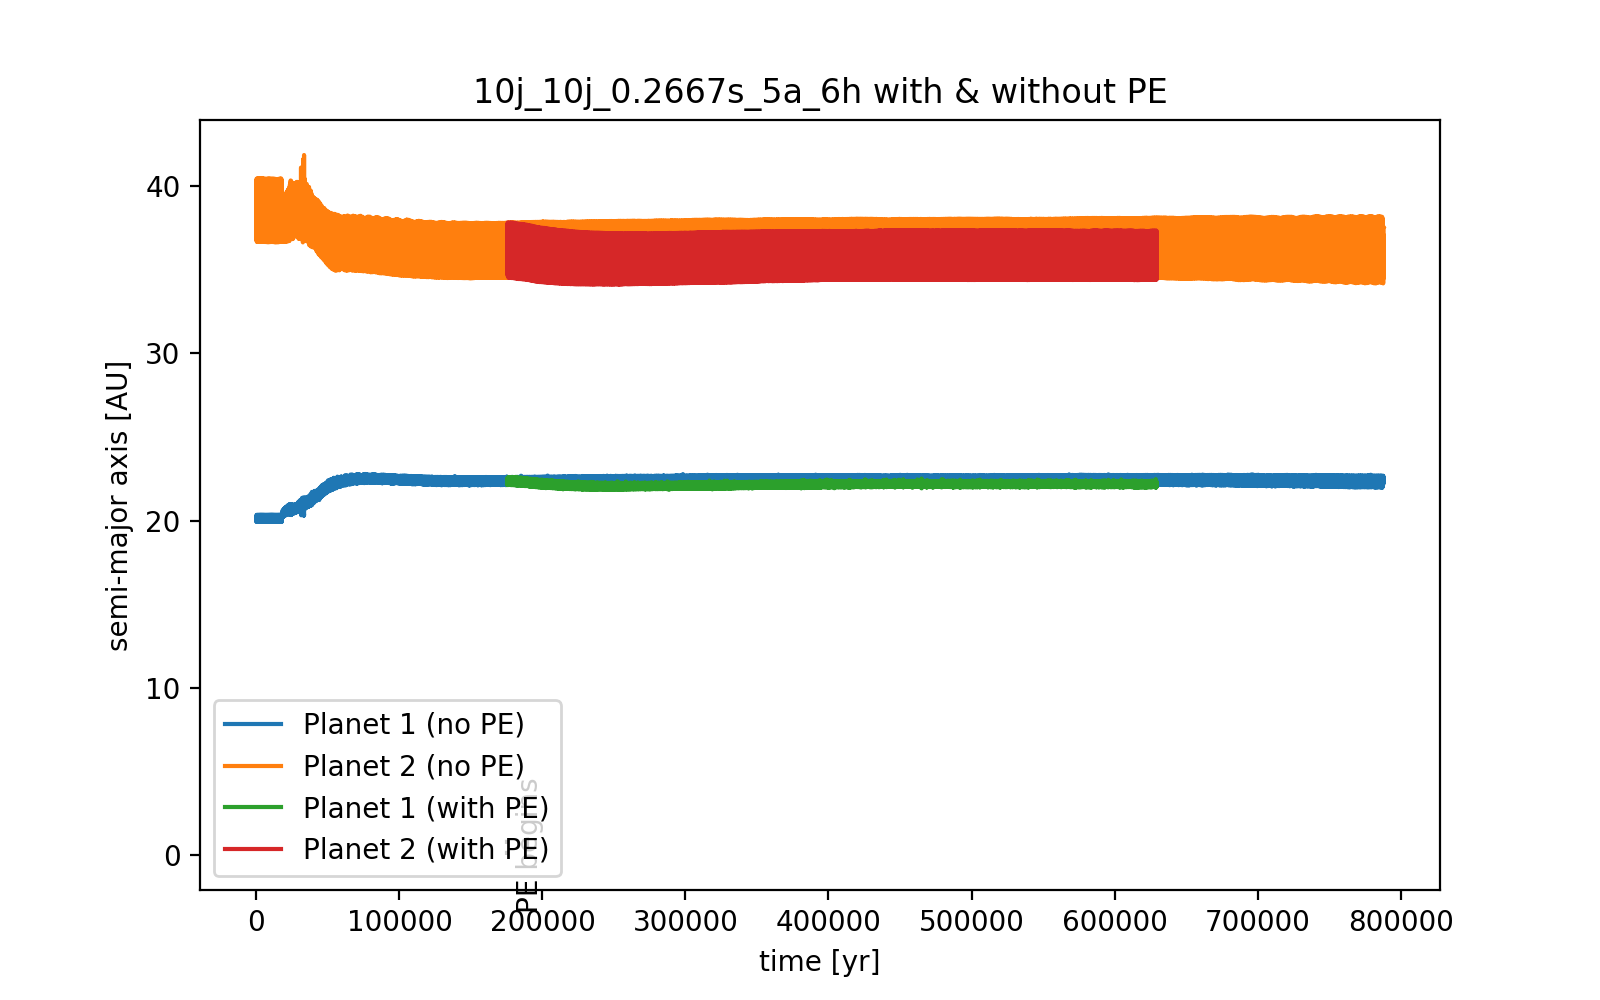 10j_10j_0.2667s_5a_6h with & without PE
semi-major axis [AU]
40
30
20
10
0
Planet 1 (no PE)
Planet 2 (no PE)
Planet 1 (with PE)
Planet 2 (with PE)
PE begins
0 100000 200000 300000 400000 500000 600000 700000 800000
time [yr]